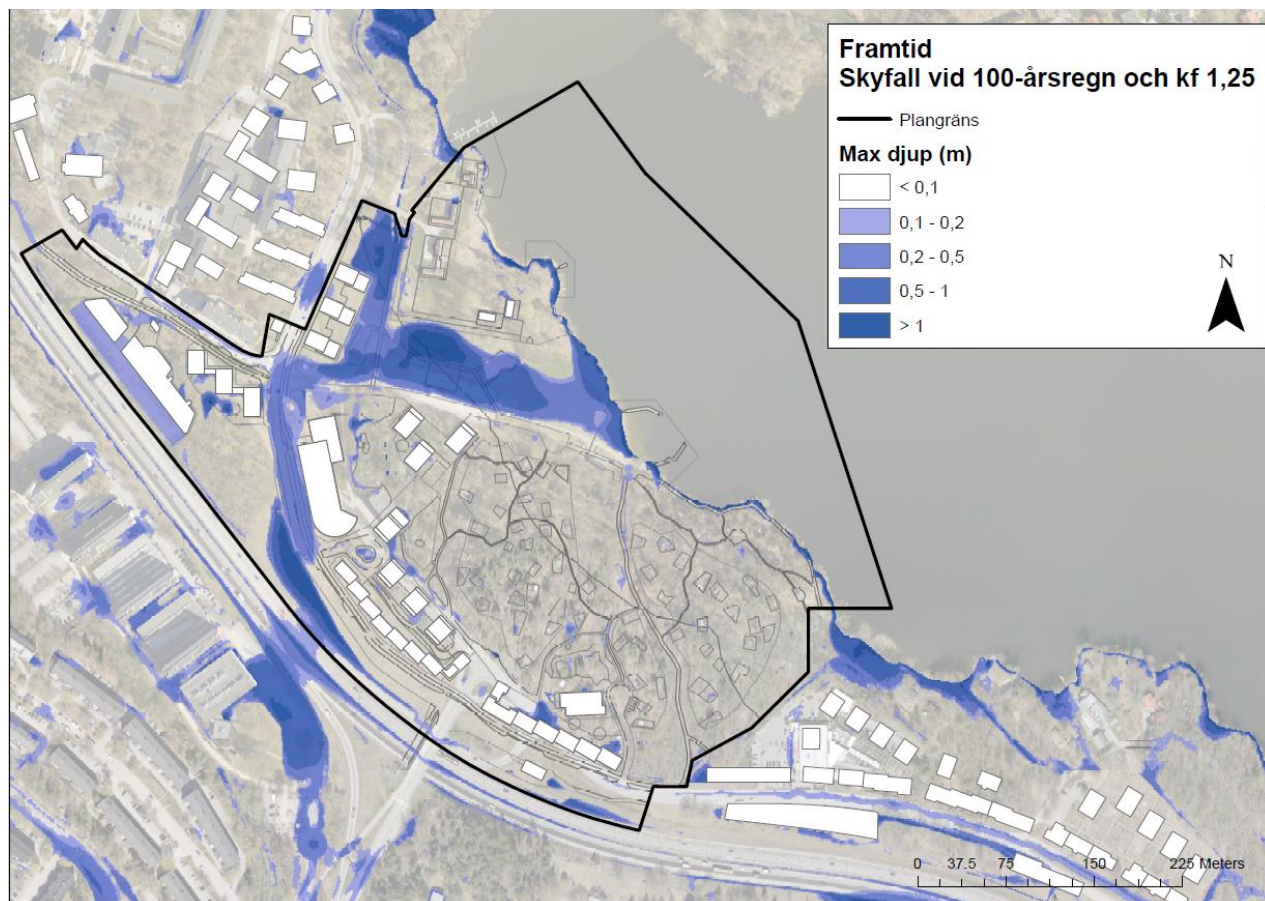 Framtid
Skyfall vid 100-årsregn och kf 1,25
Plangräns
Max djup (m)
< 0,1
0,1 - 0,2
0,2 - 0,5
0,5 - 1
> 1
N
0 37.5 75 150 225 Meters